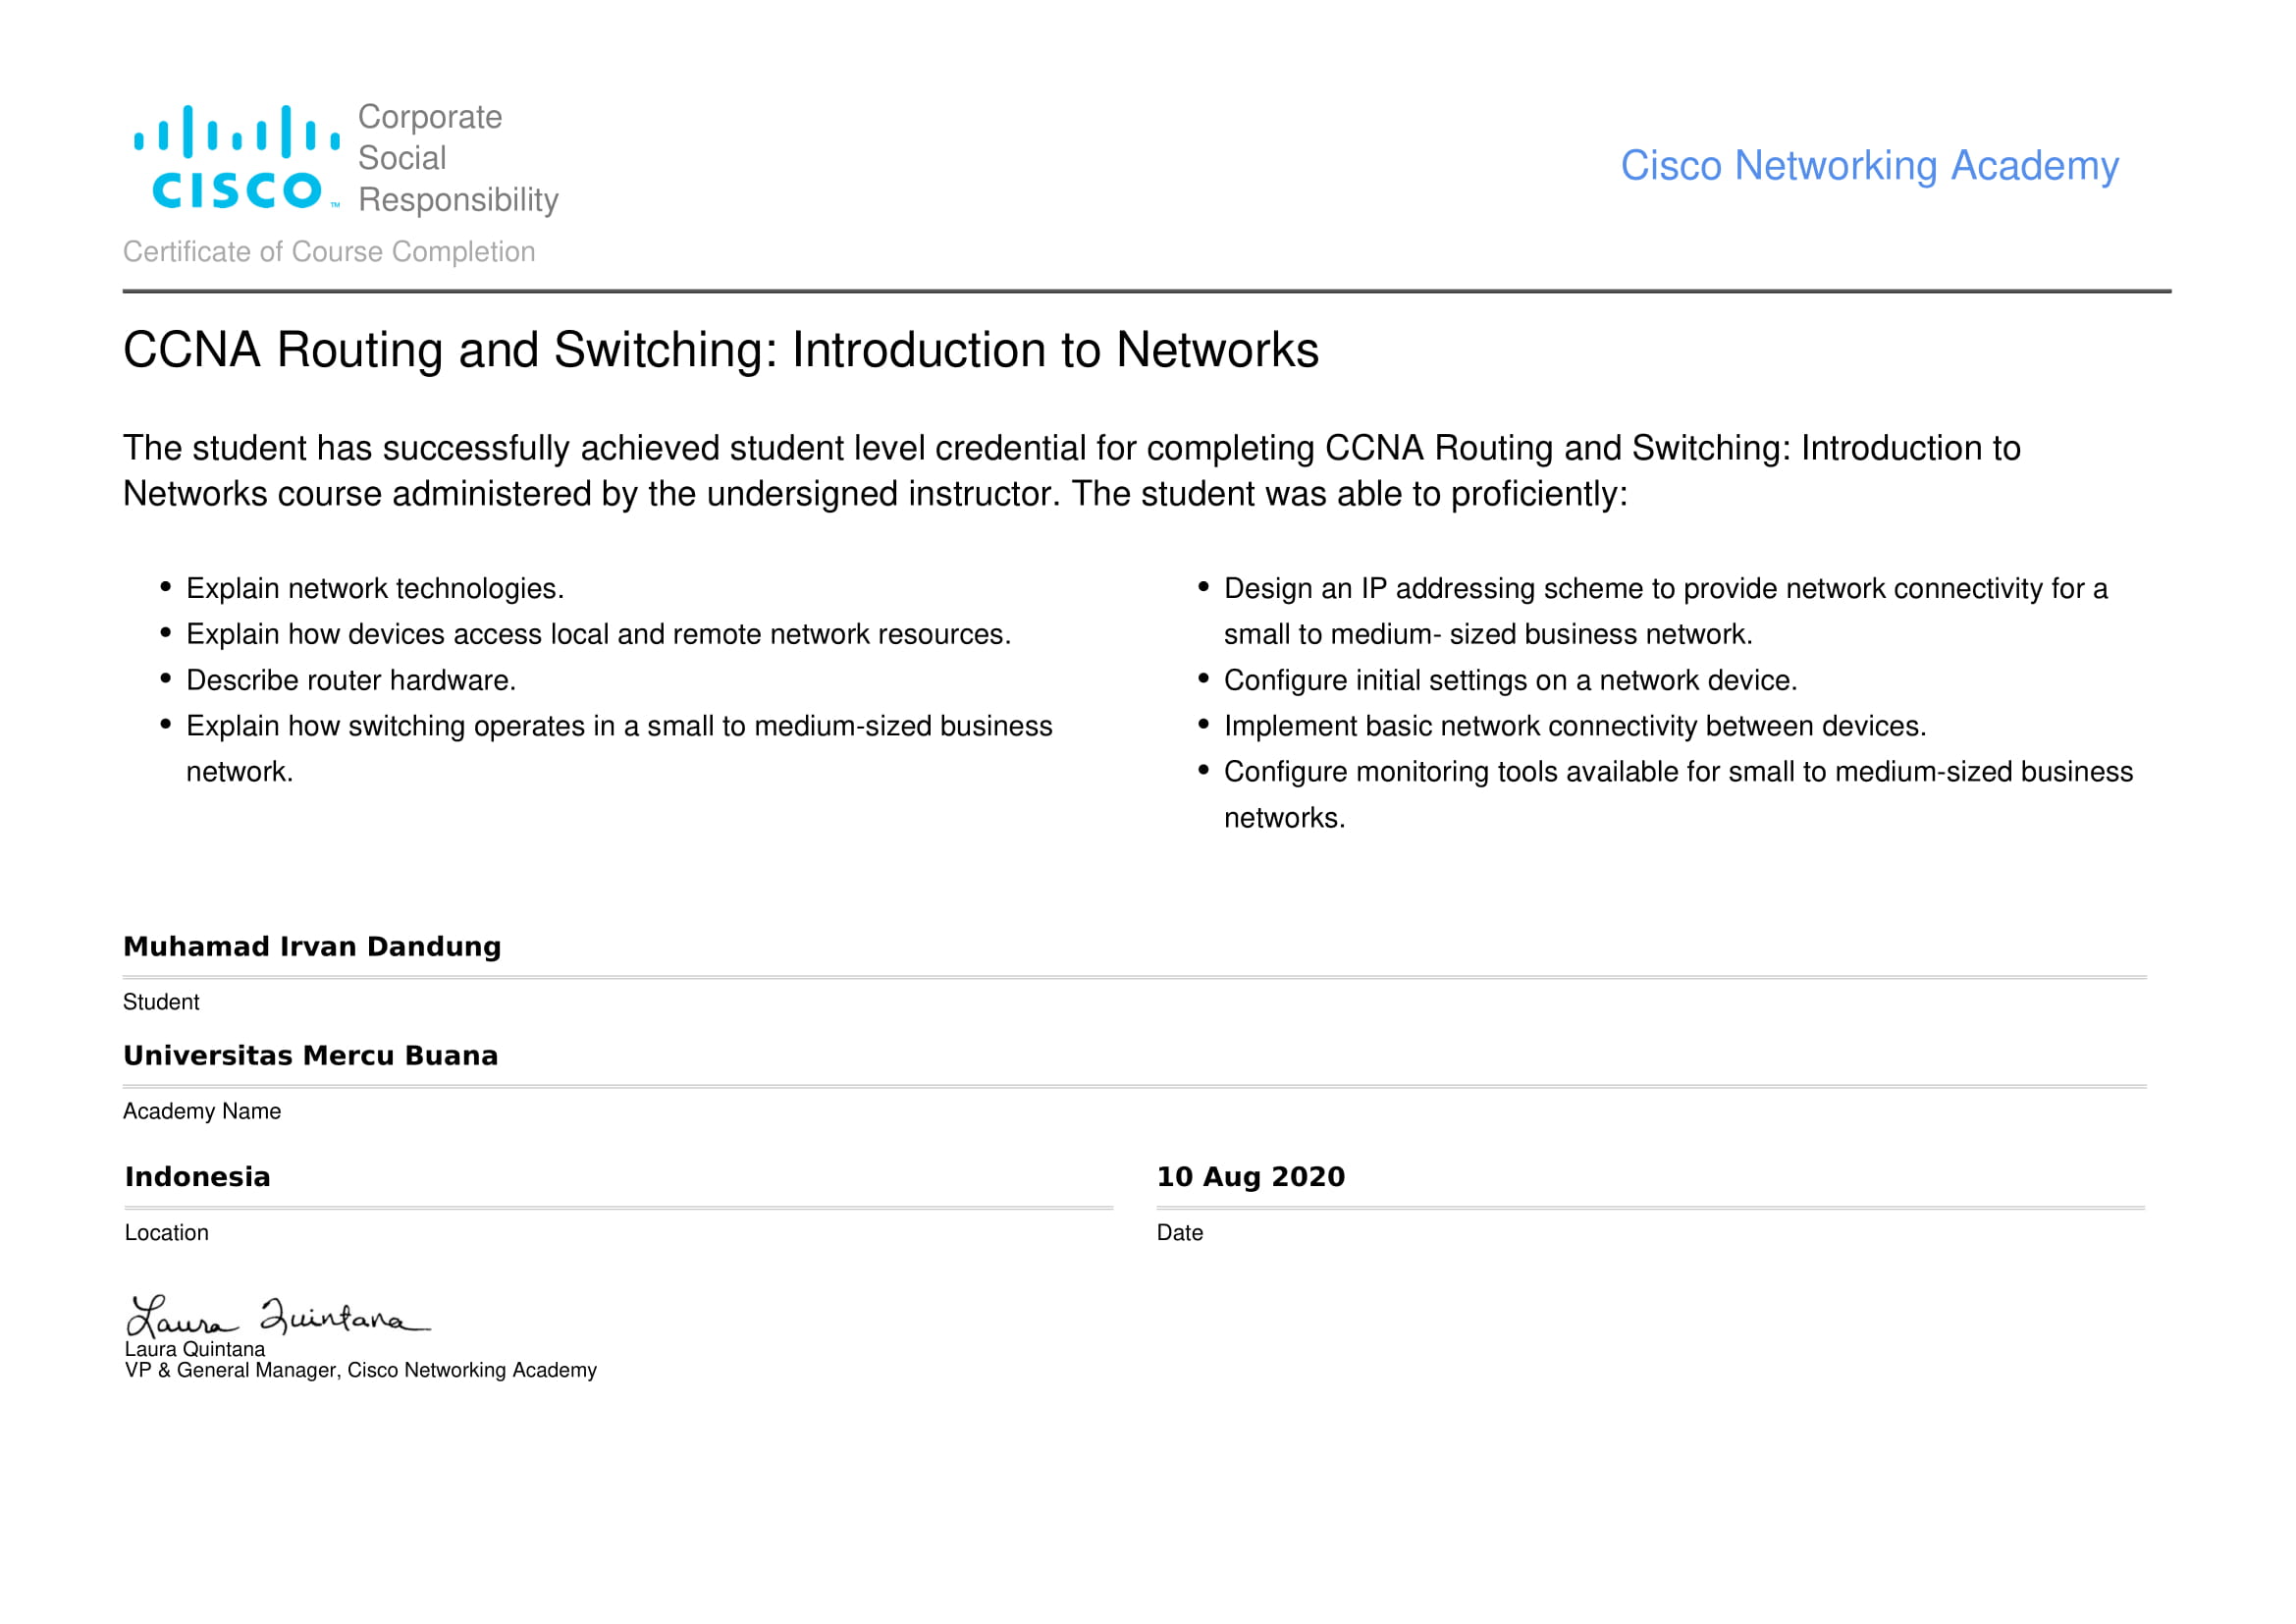 CISCO™
Corporate
Social
Responsibility
Cisco Networking Academy
Certificate of Course Completion
CCNA Routing and Switching: Introduction to Networks
The student has successfully achieved student level credential for completing CCNA Routing and Switching: Introduction to
Networks course administered by the undersigned instructor. The student was able to proficiently:
• Explain network technologies.
• Explain how devices access local and remote network resources.
• Describe router hardware.
• Explain how switching operates in a small to medium-sized business
network.
• Design an IP addressing scheme to provide network connectivity for a
small to medium- sized business network.
• Configure initial settings on a network device.
• Implement basic network connectivity between devices.
• Configure monitoring tools available for small to medium-sized business
networks.
Muhamad Irvan Dandung
Student
Universitas Mercu Buana
Academy Name
Indonesia
Location
10 Aug 2020
Date
Laura Quintana
Laura Quintana
VP & General Manager, Cisco Networking Academy